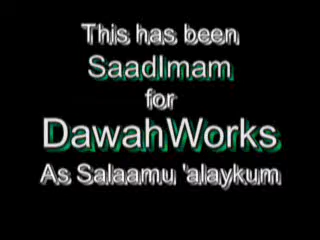 This has been
SaadImam
for
DawahWorks
As Salaamu 'alaykum